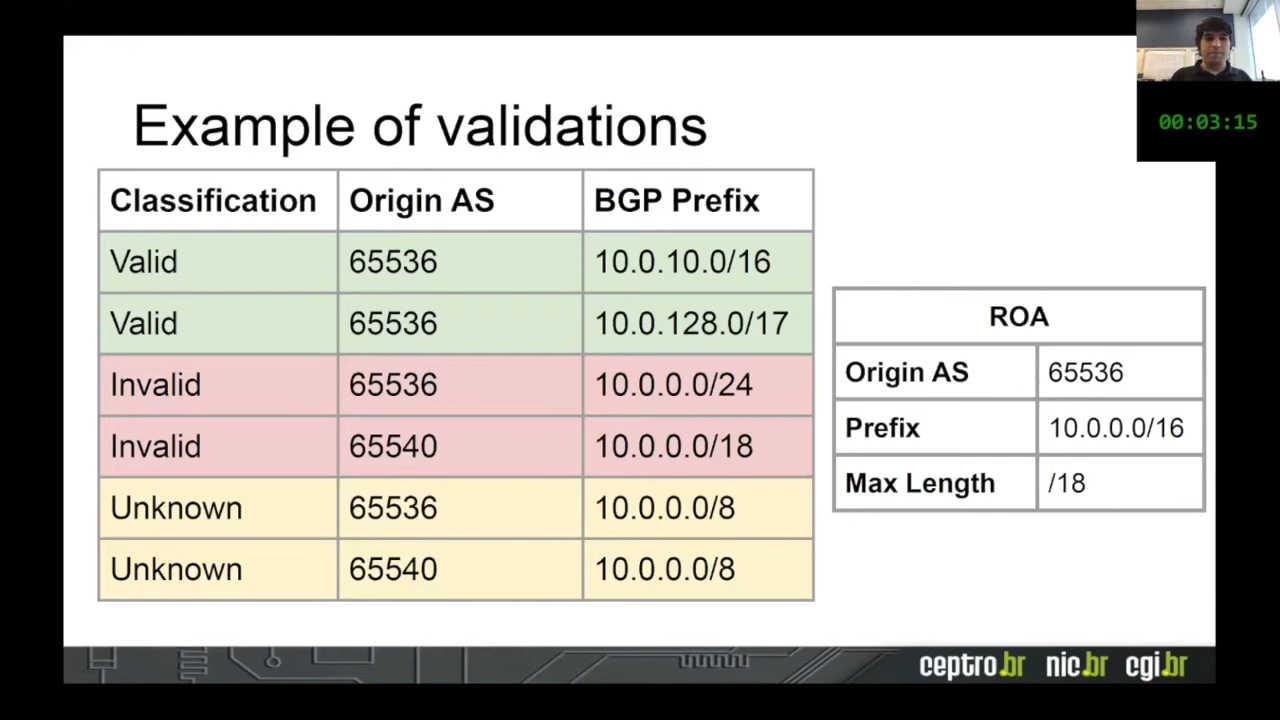 00:03:15
Example of validations
Classification Origin AS BGP Prefix
Valid 65536 10.0.10.0/16
Valid 65536 10.0.128.0/17
Invalid 65536 10.0.0.0/24
Invalid 65540 10.0.0.0/18
Unknown 65536 10.0.0.0/8
Unknown 65540 10.0.0.0/8
ROA
Origin AS 65536
Prefix 10.0.0.0/16
Max Length /18
ceptro.br nic.br cgi.br